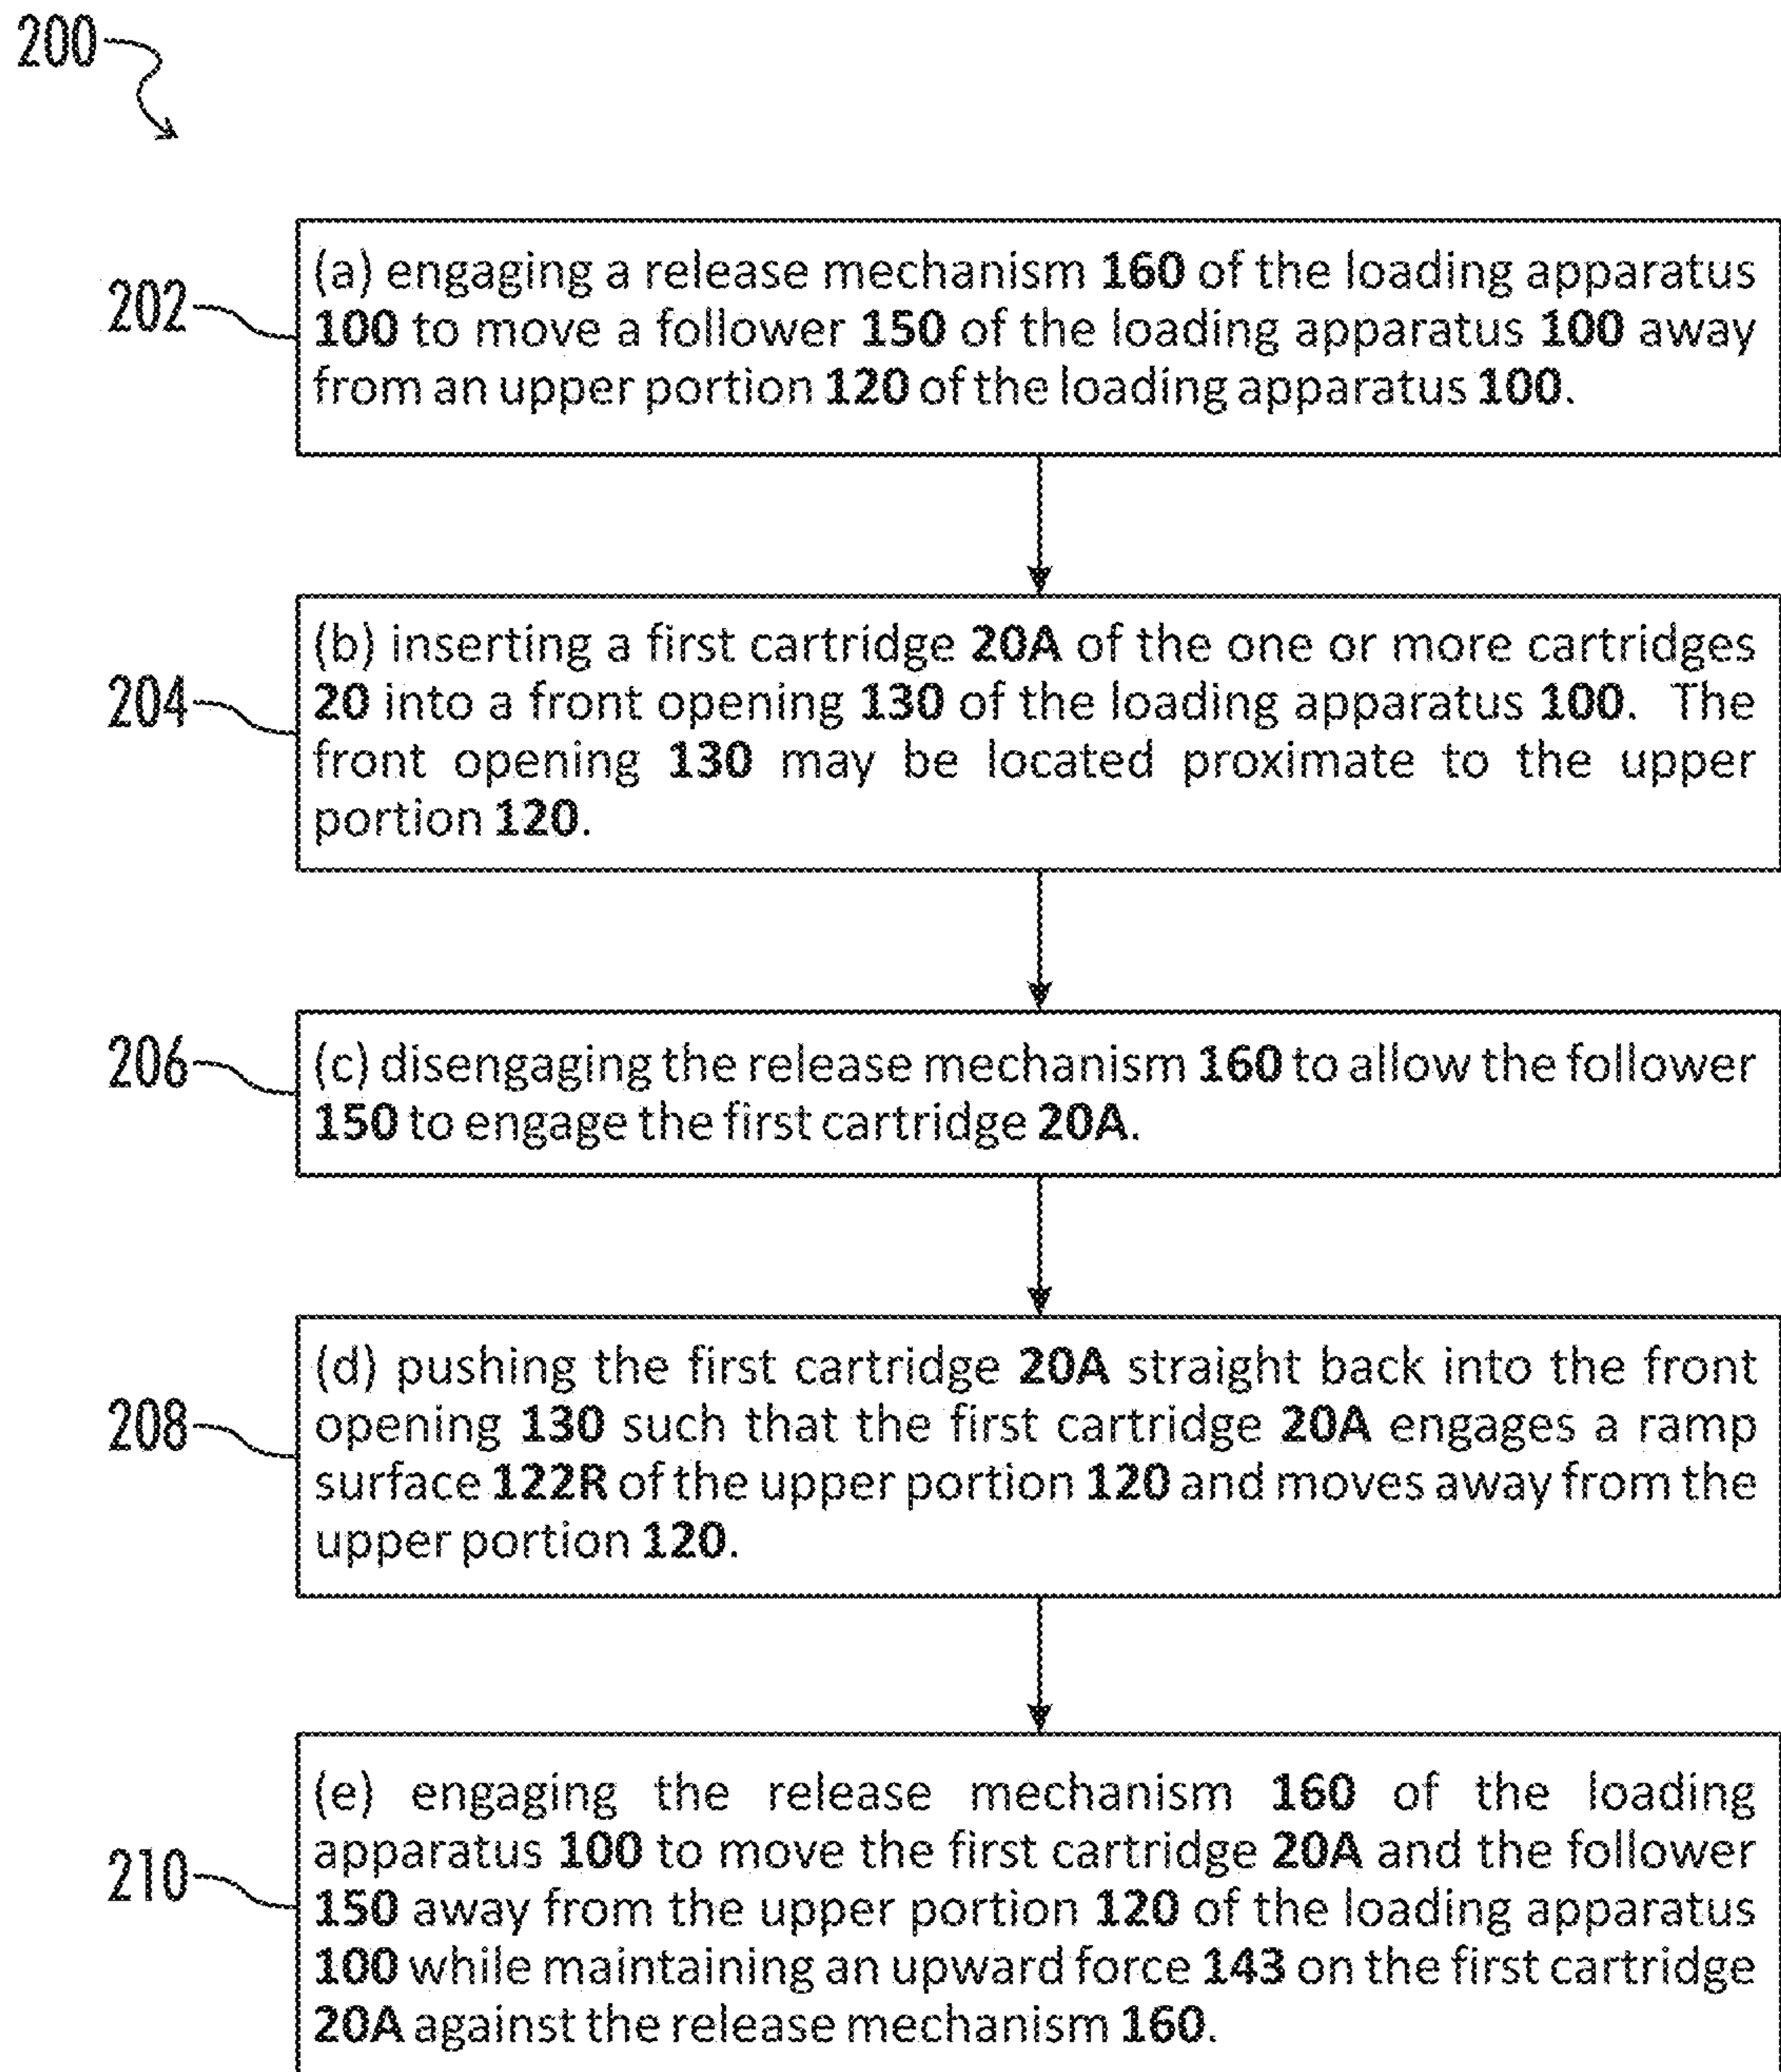 200
202
(a) engaging a release mechanism 160 of the loading apparatus
100 to move a follower 150 of the loading apparatus 100 away
from an upper portion 120 of the loading apparatus 100.
204
(b) inserting a first cartridge 20A of the one or more cartridges
20 into a front opening 130 of the loading apparatus 100. The
front opening 130 may be located proximate to the upper
portion 120.
206
(c) disengaging the release mechanism 160 to allow the follower
150 to engage the first cartridge 20A.
208
(d) pushing the first cartridge 20A straight back into the front
opening 130 such that the first cartridge 20A engages a ramp
surface 122R of the upper portion 120 and moves away from the
upper portion 120.
210
(e) engaging the release mechanism 160 of the loading
apparatus 100 to move the first cartridge 20A and the follower
150 away from the upper portion 120 of the loading apparatus
100 while maintaining an upward force 143 on the first cartridge
20A against the release mechanism 160.